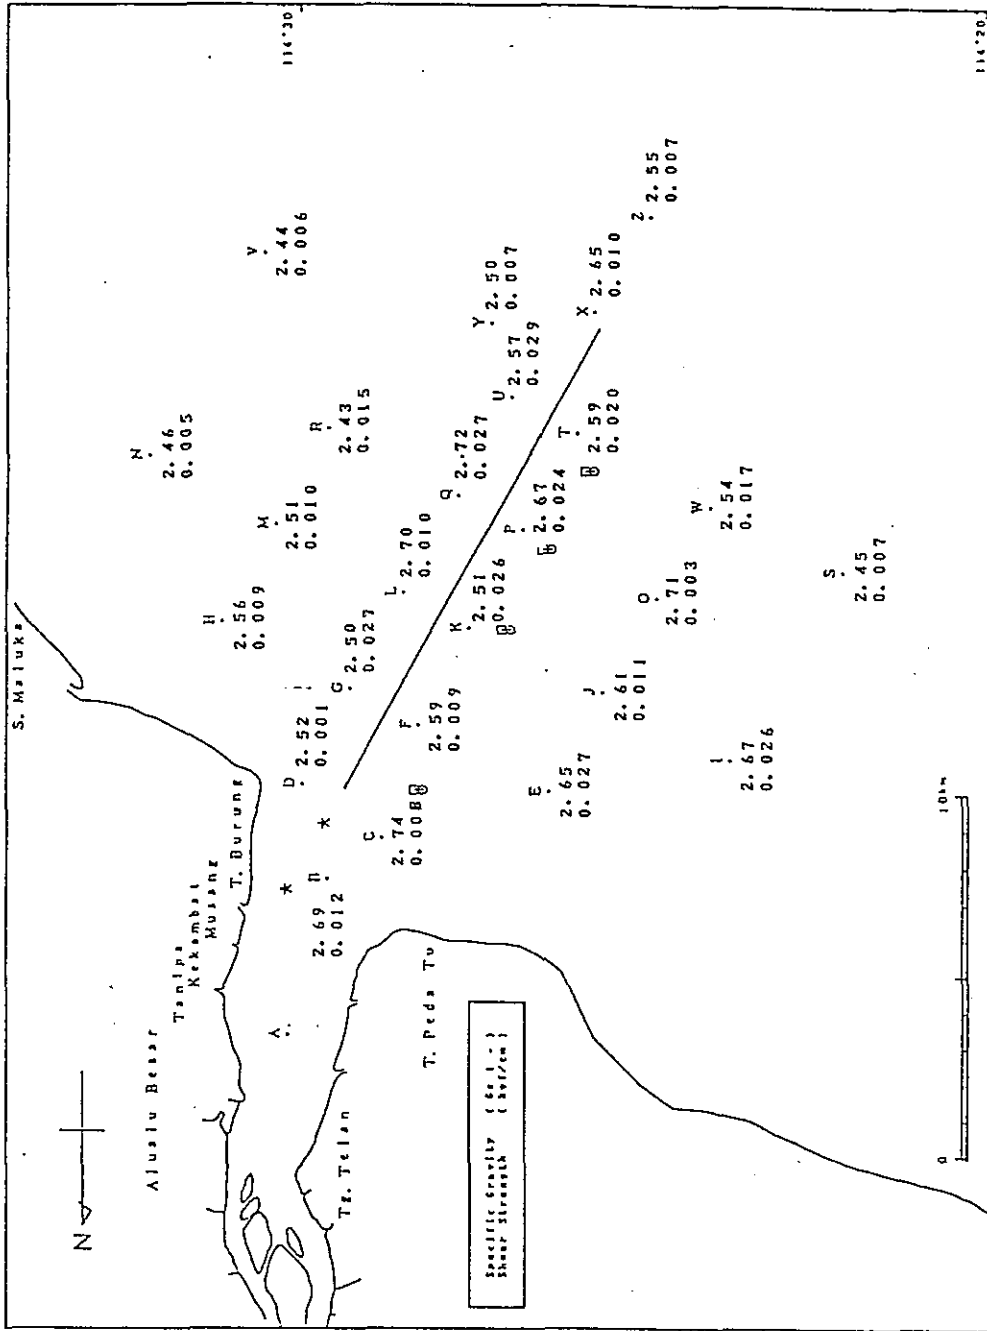 114°30
114°20
N
S. Maluka
Alualu Besar
Tanipa
Kekambat
Musang
T. Burung
T. Peda Tu
Tg. Telan
A
B
2.69
0.012
C
2.74
0.008
D
2.52
0.001
E
2.65
0.027
F
2.59
0.009
G
2.50
0.027
H
2.56
0.009
I
2.67
0.026
J
2.61
0.011
K
2.51
0.026
L
2.70
0.010
M
2.51
0.010
N
2.46
0.005
O
2.71
0.003
P
2.67
0.024
Q
2.72
0.027
R
2.43
0.015
S
2.45
0.007
T
2.59
0.020
U
2.57
0.029
V
2.44
0.006
W
2.54
0.017
X
2.65
0.010
Y
2.50
0.007
Z
2.55
0.007
Specific Gravity
Shear Strength
0
10km